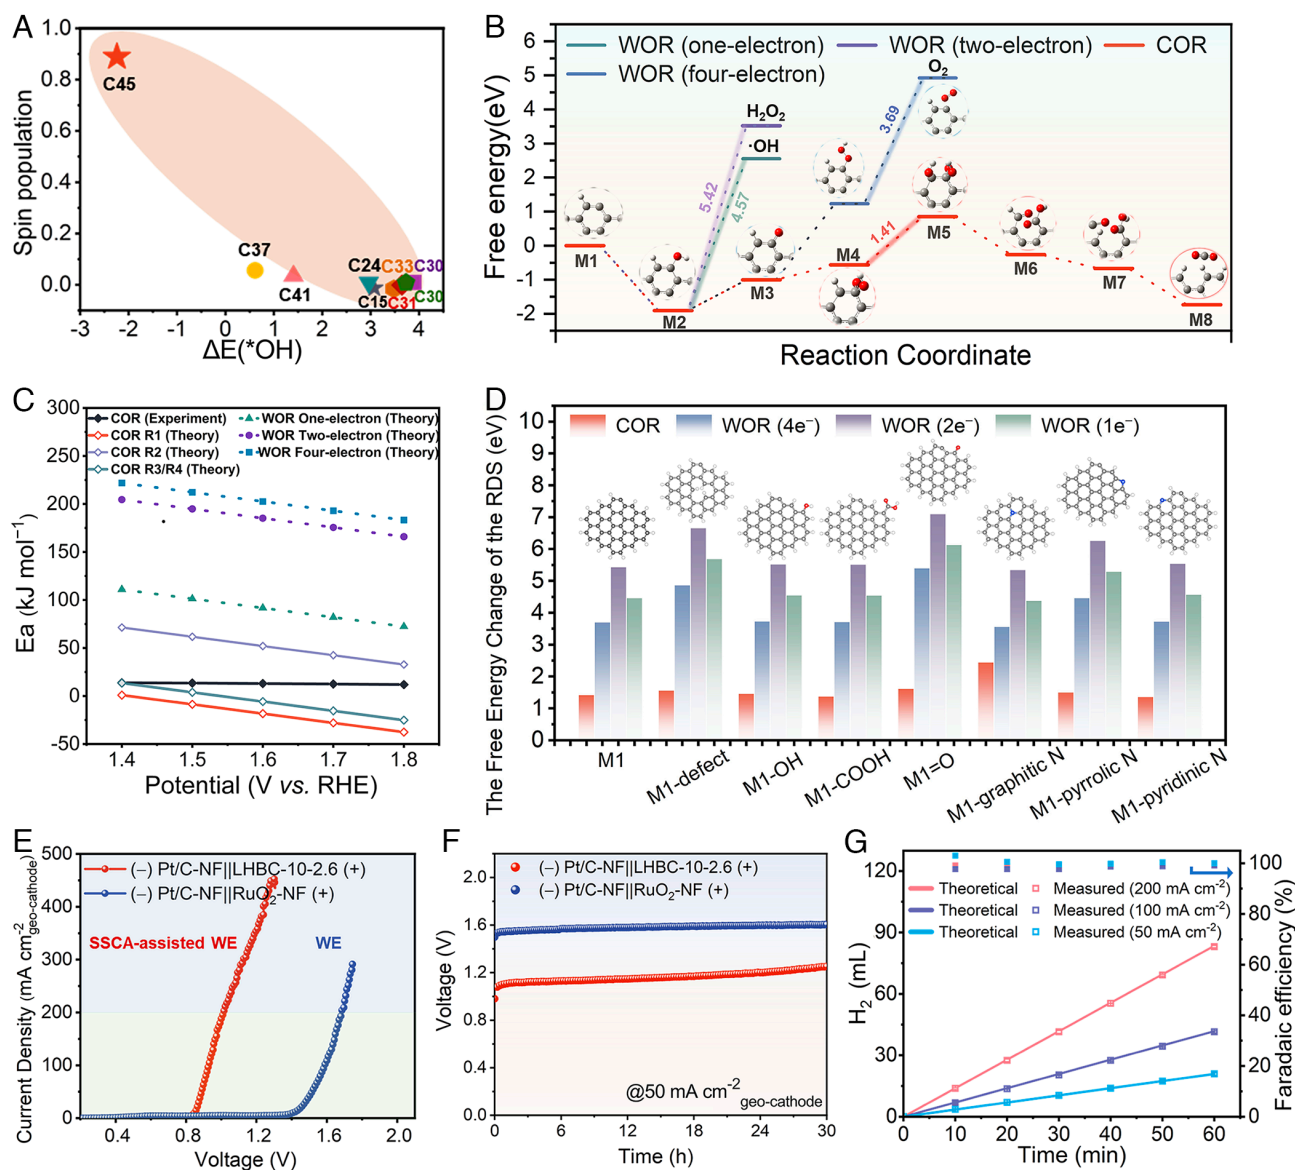 A
Spin population
1.0
0.8
0.6
0.4
0.2
0.0
C45
C37
C41
C24
C33
C30
C15
C31
C30
-3 -2 -1 0 1 2 3 4
ΔE(*OH)
B
Free energy(eV)
6
5
4
3
2
1
0
-1
-2
WOR (one-electron) WOR (two-electron) COR
WOR (four-electron)
O₂
H₂O₂
·OH
3.69
5.42
4.57
1.41
M1
M2
M3
M4
M5
M6
M7
M8
Reaction Coordinate
C
Ea (kJ mol⁻¹)
300
250
200
150
100
50
0
-50
COR (Experiment) WOR One-electron (Theory)
COR R1 (Theory) WOR Two-electron (Theory)
COR R2 (Theory) WOR Four-electron (Theory)
COR R3/R4 (Theory)
1.4 1.5 1.6 1.7 1.8
Potential (V vs. RHE)
D
The Free Energy Change of the RDS (eV)
10
9
8
7
6
5
4
3
2
1
0
COR WOR (4e⁻) WOR (2e⁻) WOR (1e⁻)
M1
M1-defect
M1-OH
M1-COOH
M1=O
M1-graphitic N
M1-pyrrolic N
M1-pyridinic N
E
Current Density (mA cm⁻²geo-cathode)
500
400
300
200
100
0
(−) Pt/C-NF||LHBC-10-2.6 (+)
(−) Pt/C-NF||RuO₂-NF (+)
SSCA-assisted WE
WE
0.4 0.8 1.2 1.6 2.0
Voltage (V)
F
Voltage (V)
2.0
1.6
1.2
0.8
0.4
0.0
(−) Pt/C-NF||LHBC-10-2.6 (+)
(−) Pt/C-NF||RuO₂-NF (+)
@50 mA cm⁻² geo-cathode
0 6 12 18 24 30
Time (h)
G
H₂ (mL)
120
90
60
30
0
Theoretical Measured (200 mA cm⁻²)
Theoretical Measured (100 mA cm⁻²)
Theoretical Measured (50 mA cm⁻²)
100
80
60
40
20
0
Faradaic efficiency (%)
0 10 20 30 40 50 60
Time (min)